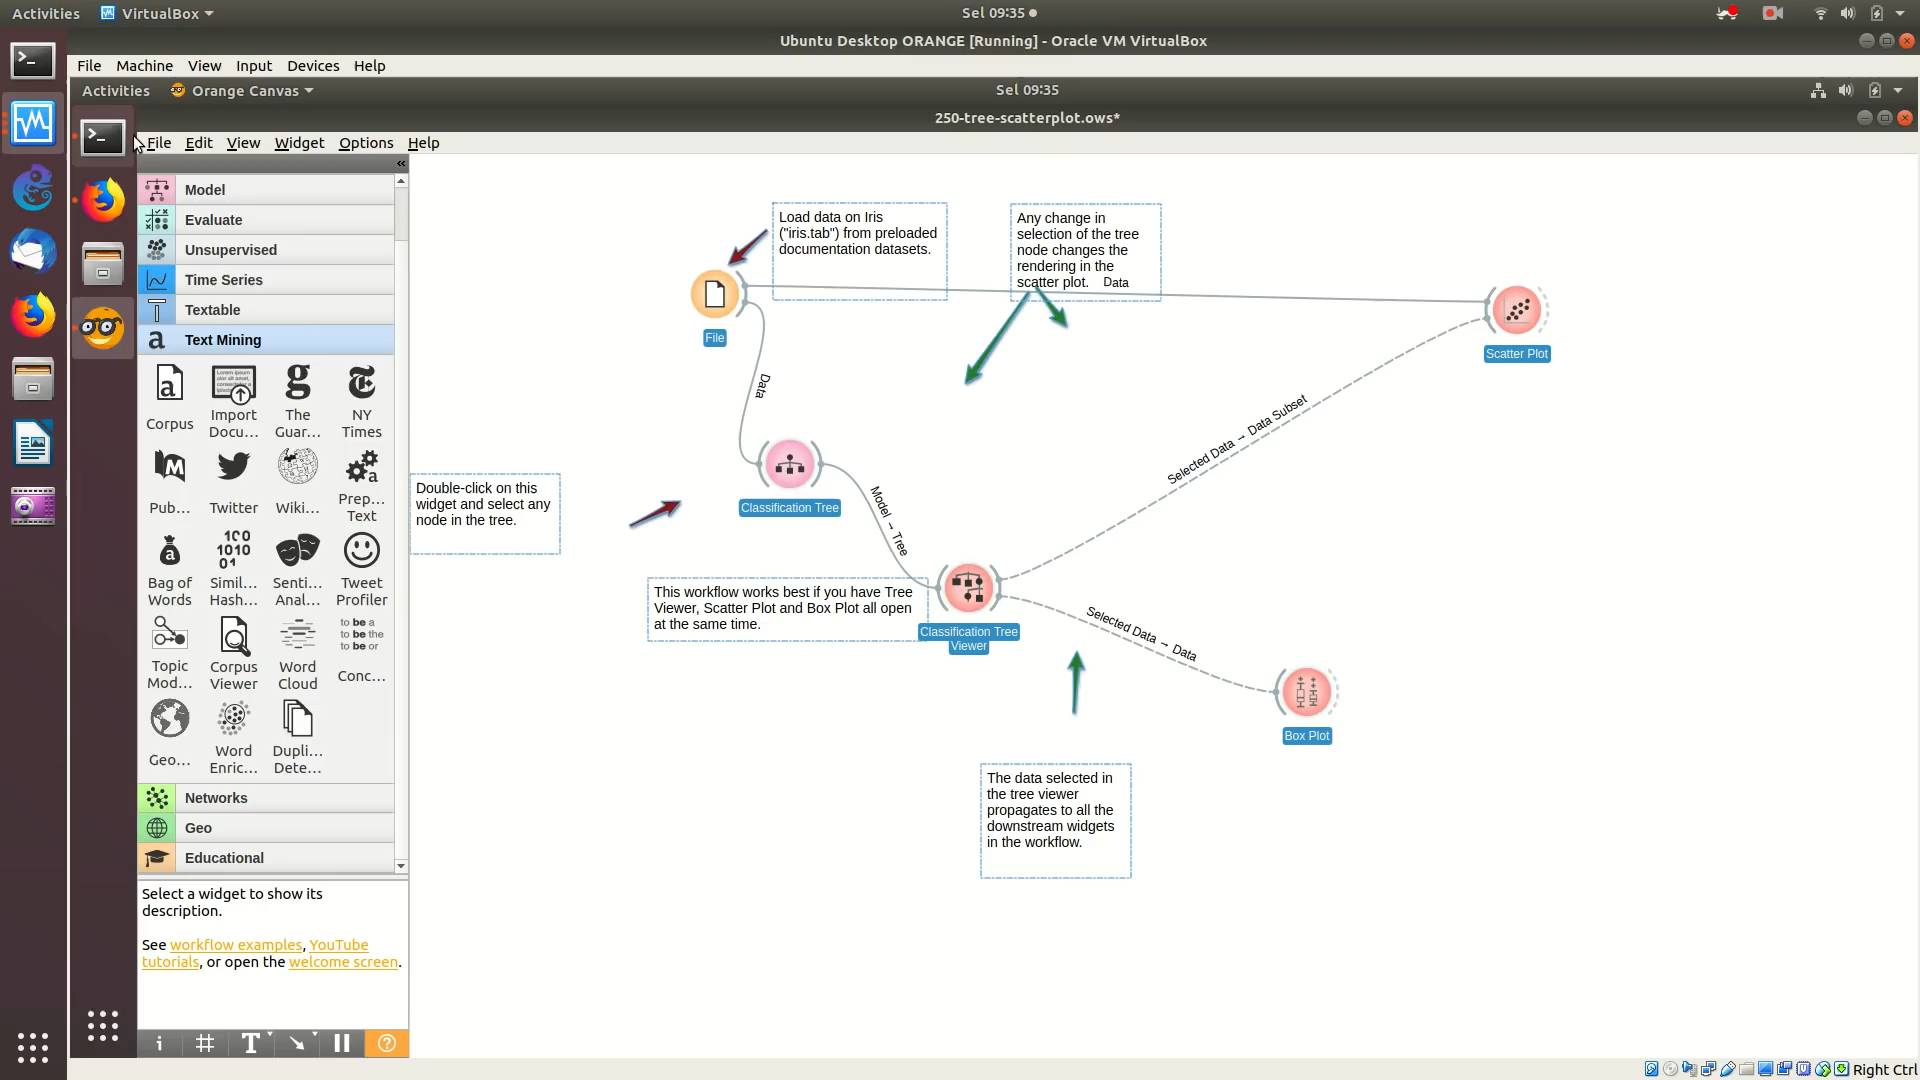 Activities VirtualBox Sel 09:35
Ubuntu Desktop ORANGE [Running] - Oracle VM VirtualBox
File Machine View Input Devices Help
Activities Orange Canvas Sel 09:35
250-tree-scatterplot.ows*
File Edit View Widget Options Help
Model
Evaluate
Unsupervised
Time Series
Textable
Text Mining
Corpus
Import
Docu...
The
Guar...
NY
Times
Pub...
Twitter
Wiki...
Prep...
Text
Bag of
Words
Simil...
Hash...
Senti...
Anal...
Tweet
Profiler
Topic
Mod...
Corpus
Viewer
Word
Cloud
Conc...
Geo...
Word
Enric...
Dupli...
Dete...
Networks
Geo
Educational
Select a widget to show its
description.
See workflow examples, YouTube
tutorials, or open the welcome screen.
Load data on Iris
("iris.tab") from preloaded
documentation datasets.
Any change in
selection of the tree
node changes the
rendering in the
scatter plot.
Data
File
Scatter Plot
Data
Classification Tree
Double-click on this
widget and select any
node in the tree.
Model → Tree
Selected Data → Data Subset
This workflow works best if you have Tree
Viewer, Scatter Plot and Box Plot all open
at the same time.
Classification Tree
Viewer
Selected Data → Data
Box Plot
The data selected in
the tree viewer
propagates to all the
downstream widgets
in the workflow.
Right Ctrl